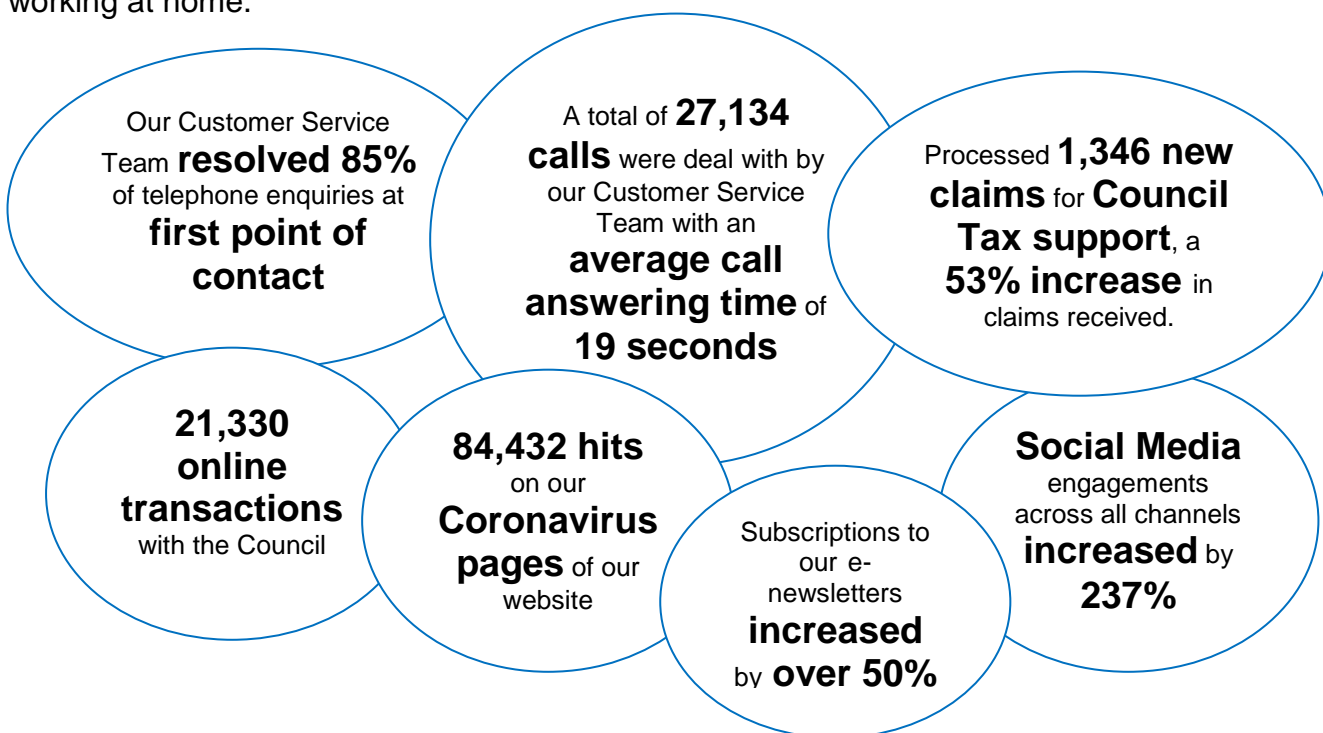 working at home.
Our Customer Service
Team resolved 85%
of telephone enquiries at
first point of
contact
A total of 27,134
calls were deal with by
our Customer Service
Team with an
average call
answering time of
19 seconds
Processed 1,346 new
claims for Council
Tax support, a
53% increase in
claims received.
21,330
online
transactions
with the Council
84,432 hits
on our
Coronavirus
pages of our
website
Subscriptions to
our e-
newsletters
increased
by over 50%
Social Media
engagements
across all channels
increased by
237%